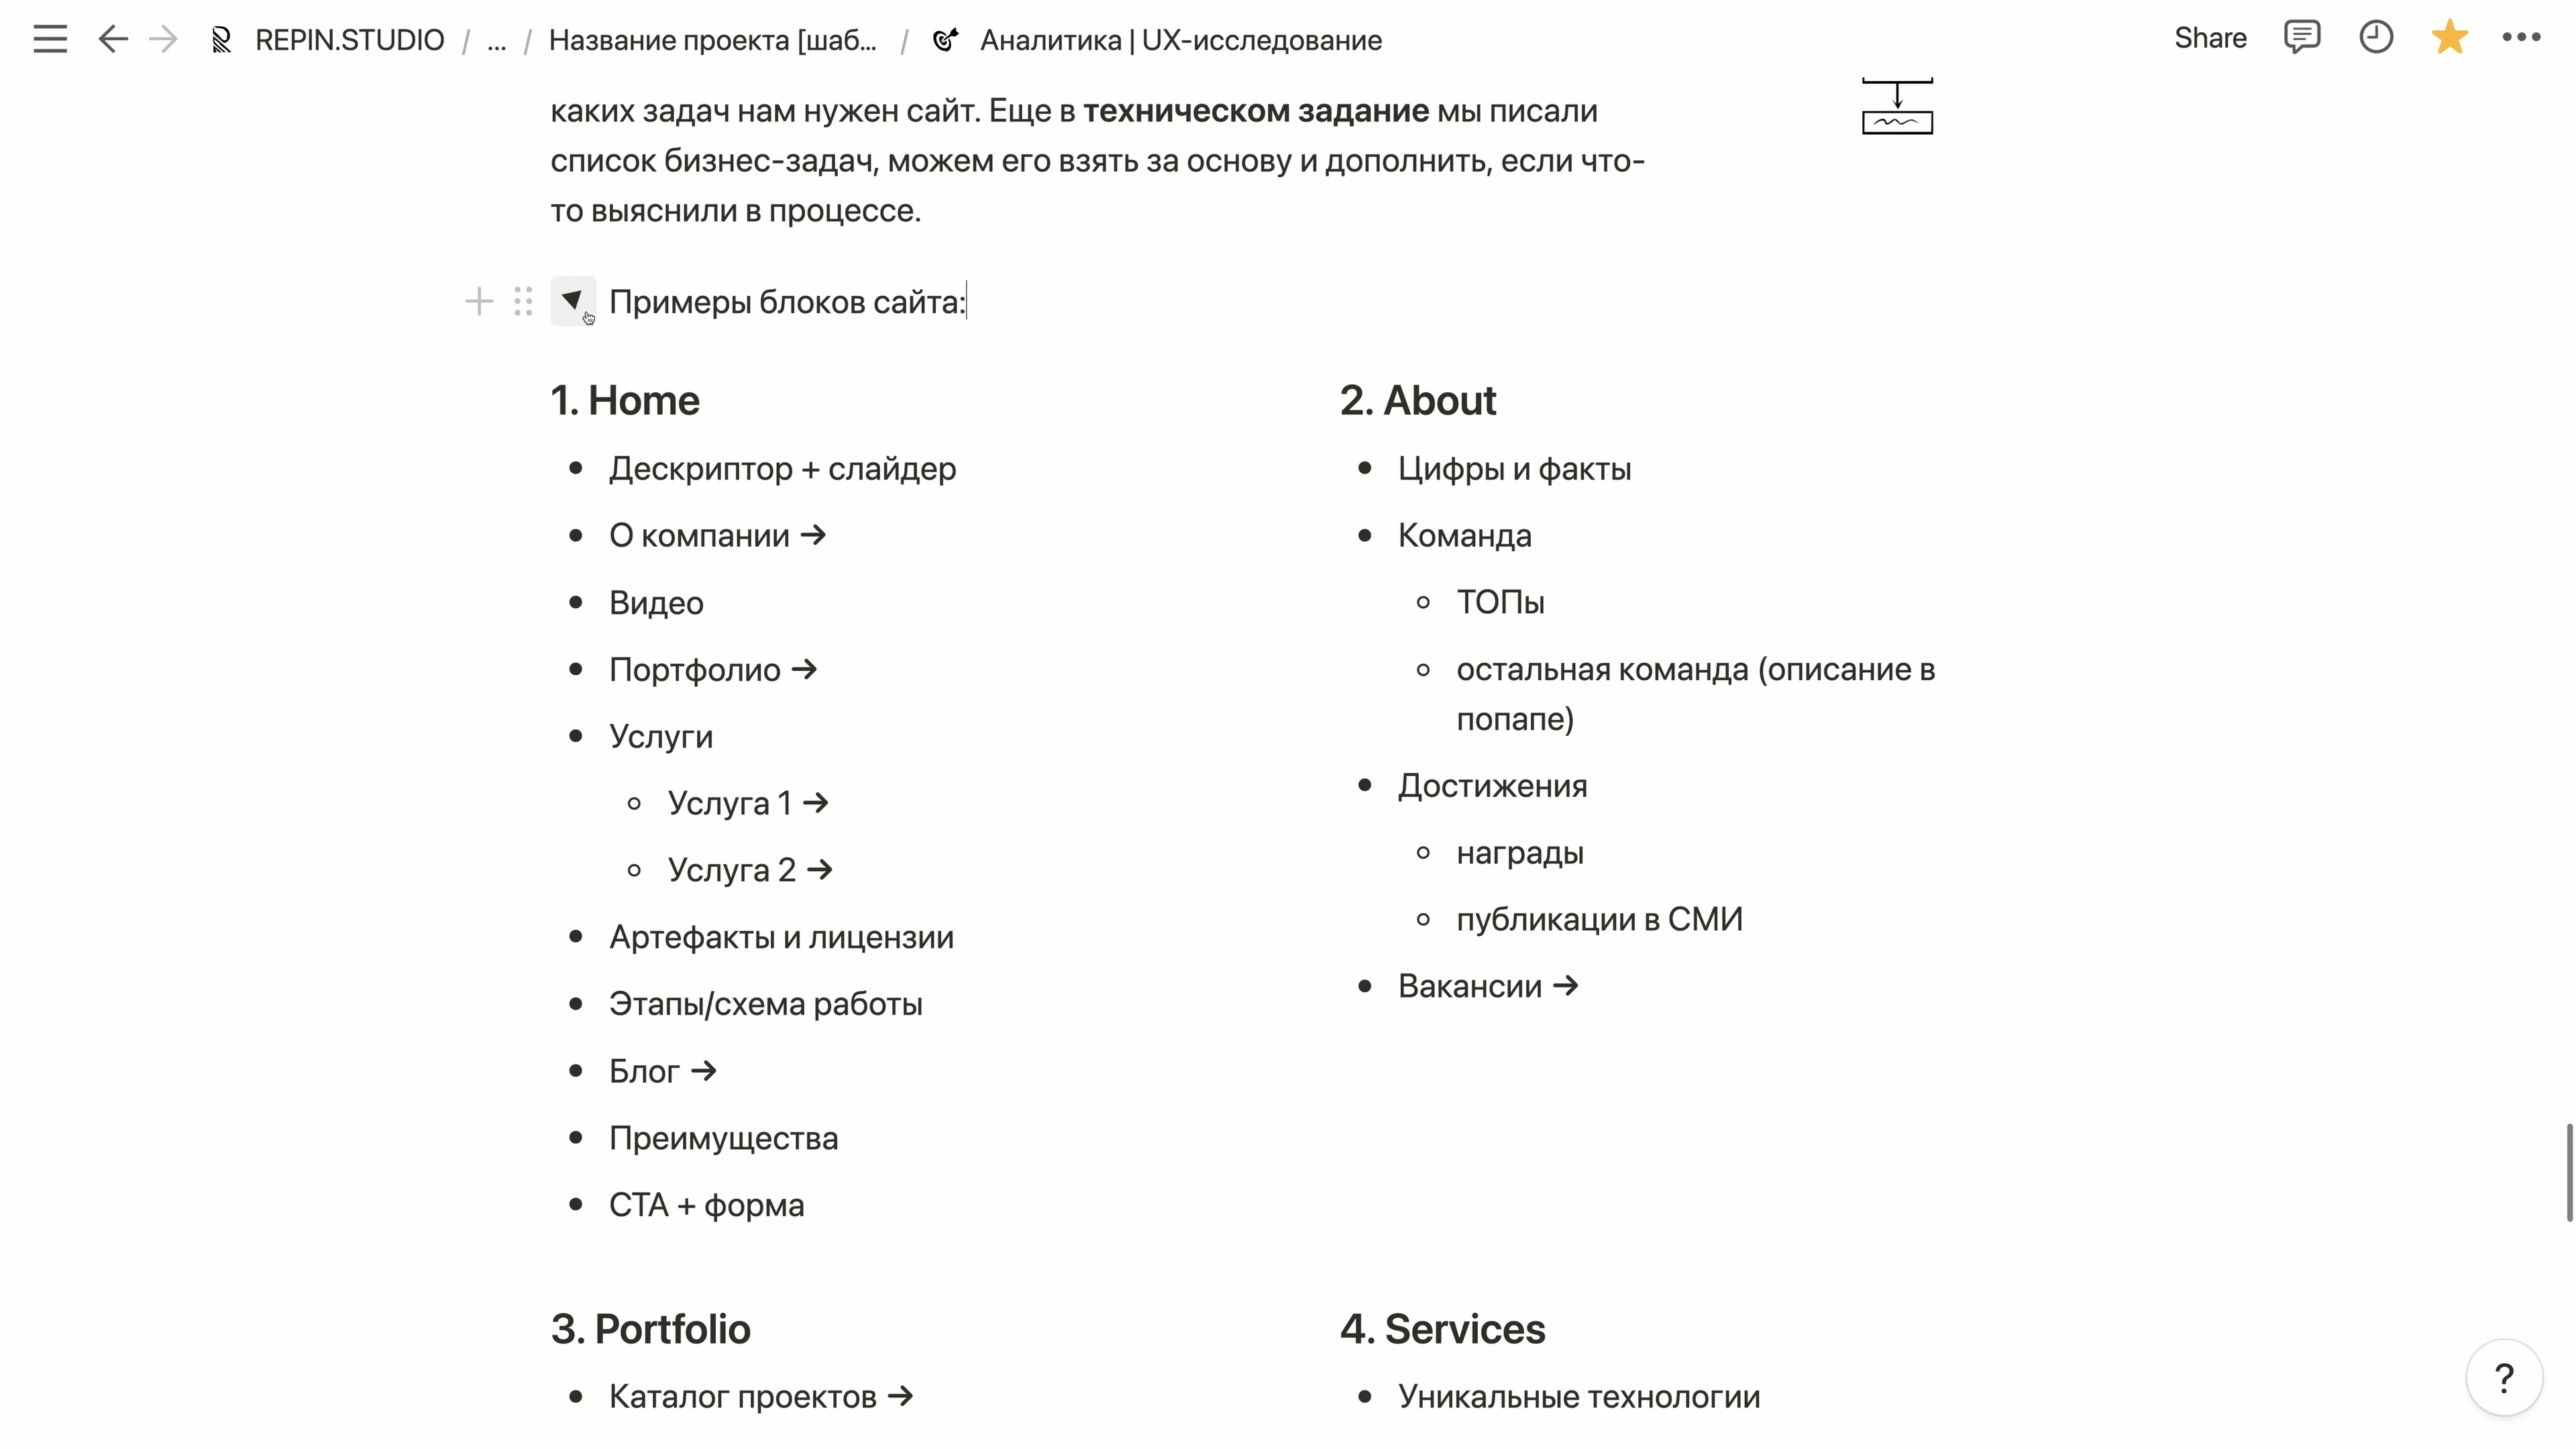 REPIN.STUDIO / ... / Название проекта [шаб... / Аналитика | UX-исследование
Share
каких задач нам нужен сайт. Еще в техническом задание мы писали
список бизнес-задач, можем его взять за основу и дополнить, если что-
то выяснили в процессе.
Примеры блоков сайта:
1. Home
• Дескриптор + слайдер
• О компании →
• Видео
• Портфолио →
• Услуги
◦ Услуга 1 →
◦ Услуга 2 →
• Артефакты и лицензии
• Этапы/схема работы
• Блог →
• Преимущества
• CTA + форма
2. About
• Цифры и факты
• Команда
◦ ТОПы
◦ остальная команда (описание в
попапе)
• Достижения
◦ награды
◦ публикации в СМИ
• Вакансии →
3. Portfolio
• Каталог проектов →
4. Services
• Уникальные технологии
?